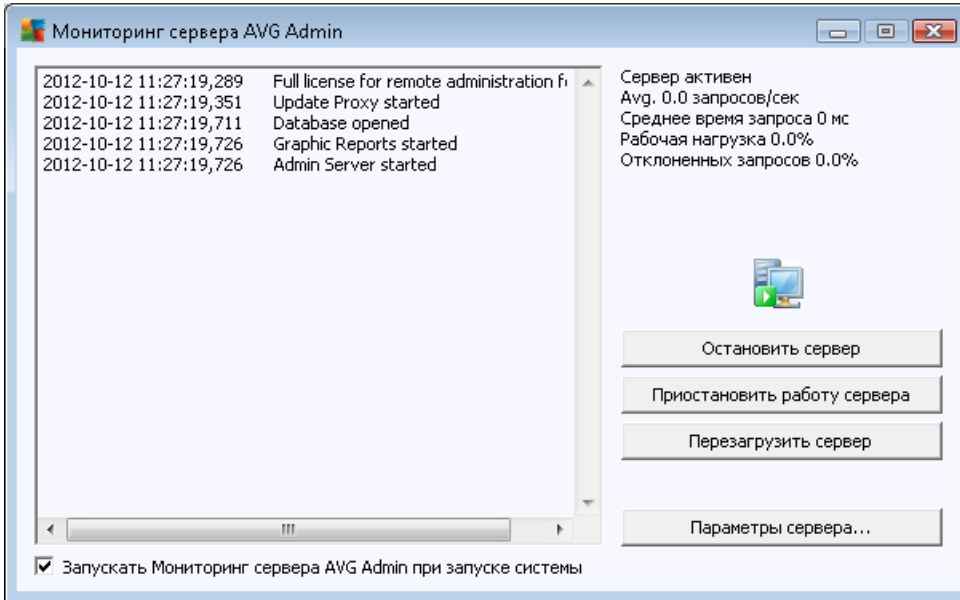 Мониторинг сервера AVG Admin
2012-10-12 11:27:19,289 Full license for remote administration
2012-10-12 11:27:19,351 Update Proxy started
2012-10-12 11:27:19,711 Database opened
2012-10-12 11:27:19,726 Graphic Reports started
2012-10-12 11:27:19,726 Admin Server started
Сервер активен
Avg. 0.0 запросов/сек
Среднее время запроса 0 мс
Рабочая нагрузка 0.0%
Отклоненных запросов 0.0%
Остановить сервер
Приостановить работу сервера
Перезагрузить сервер
Параметры сервера...
Запускать Мониторинг сервера AVG Admin при запуске системы